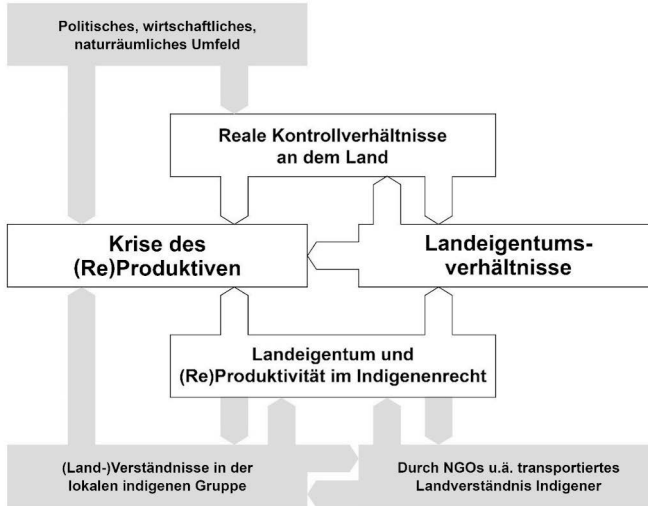 Politisches, wirtschaftliches,
naturräumliches Umfeld
Reale Kontrollverhältnisse
an dem Land
Krise des
(Re)Produktiven
Landeigentums-
verhältnisse
Landeigentum und
(Re)Produktivität im Indigenenrecht
(Land-)Verständnisse in der
lokalen indigenen Gruppe
Durch NGOs u.ä. transportiertes
Landverständnis Indigener